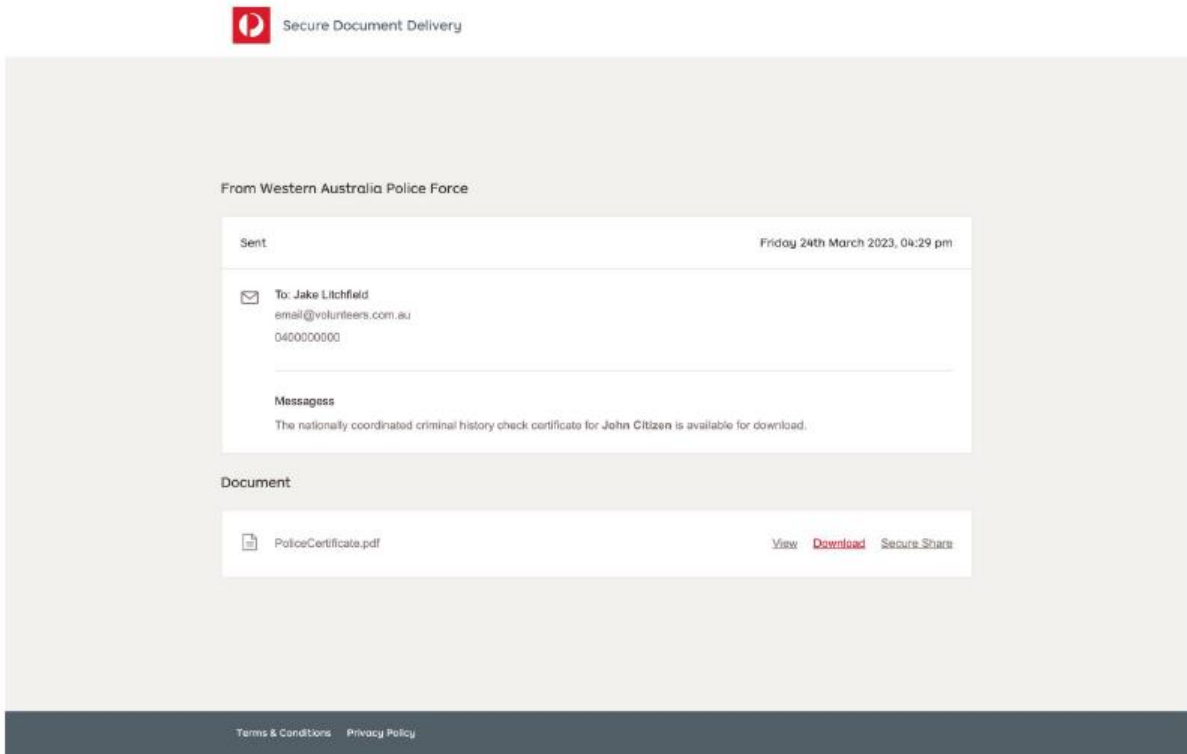 Secure Document Delivery
From Western Australia Police Force
Sent
Friday 24th March 2023, 04:29 pm
To: Jake Litchfield
email@volunteers.com.au
0400000000
Messagess
The nationally coordinated criminal history check certificate for John Citizen is available for download.
Document
PoliceCertificate.pdf
View Download Secure Share
Terms & Conditions Privacy Policy